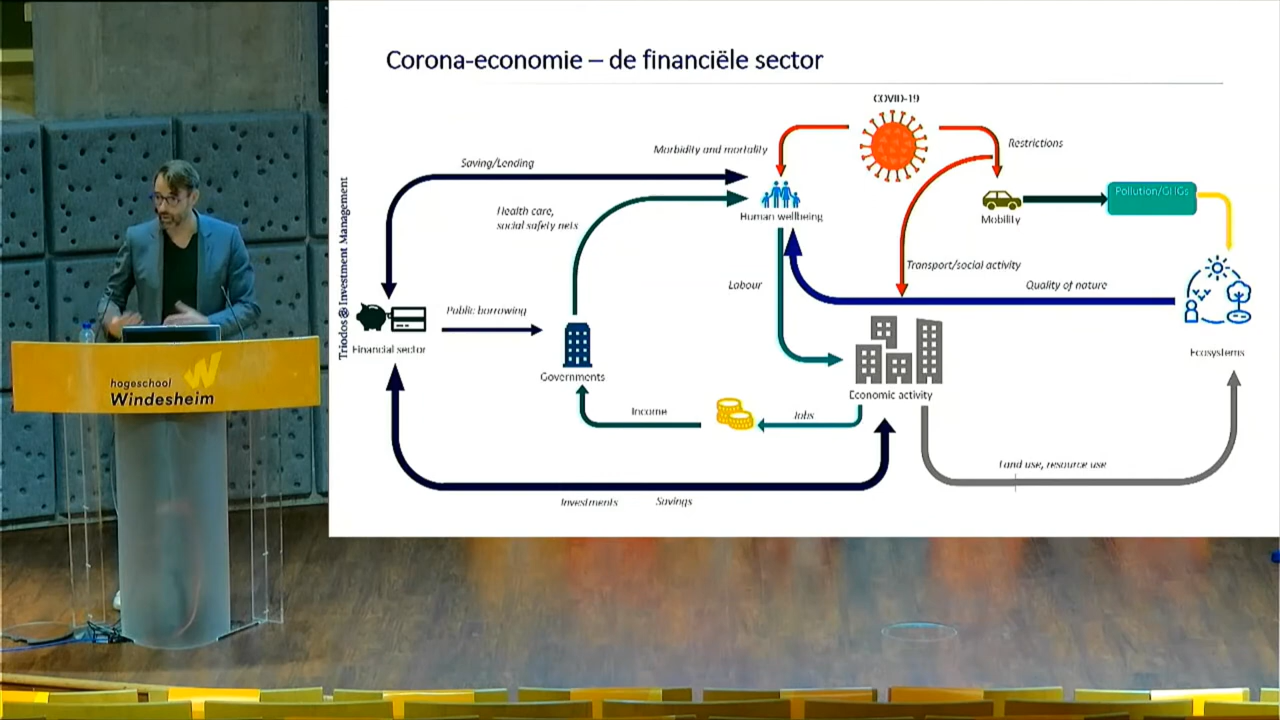 Corona-economie – de financiële sector
COVID-19
Morbidity and mortality
Restrictions
Saving/Lending
Pollution/GHGs
Health care,
social safety nets
Human wellbeing
Mobility
Triodos Investment Management
Transport/social activity
Labour
Quality of nature
Public borrowing
Financial sector
Ecosystems
Governments
Economic activity
Income
Jobs
Land use, resource use
Investments Savings
hogeschool
Windesheim